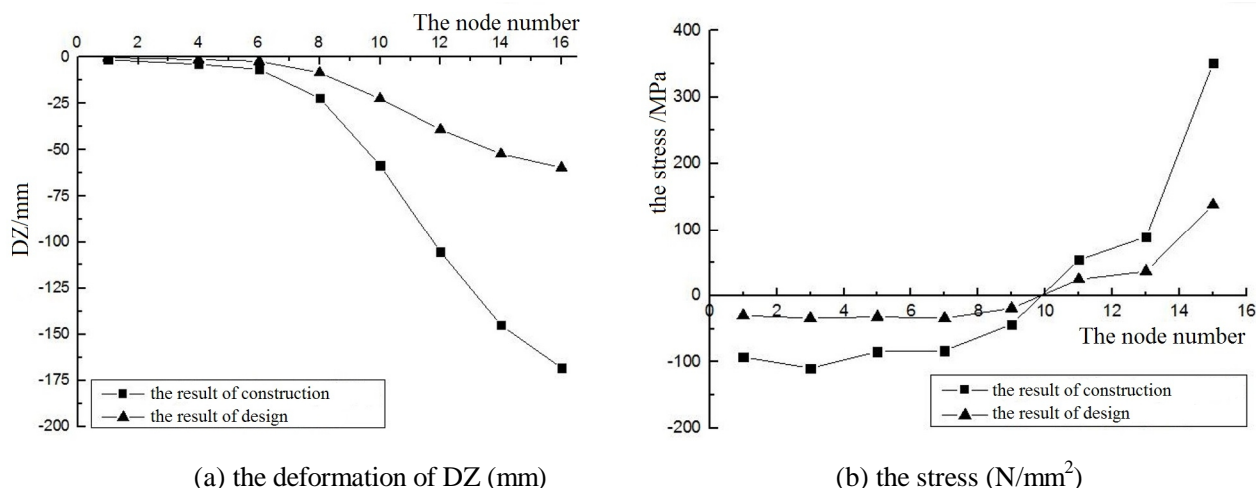 The node number
0 2 4 6 8 10 12 14 16
0
-25
-50
-75
-100
-125
-150
-175
-200
DZ/mm
the result of construction
the result of design
(a) the deformation of DZ (mm)
400
300
200
100
0
-100
-200
the stress /MPa
0 2 4 6 8 10 12 14 16
The node number
the result of construction
the result of design
(b) the stress (N/mm²)